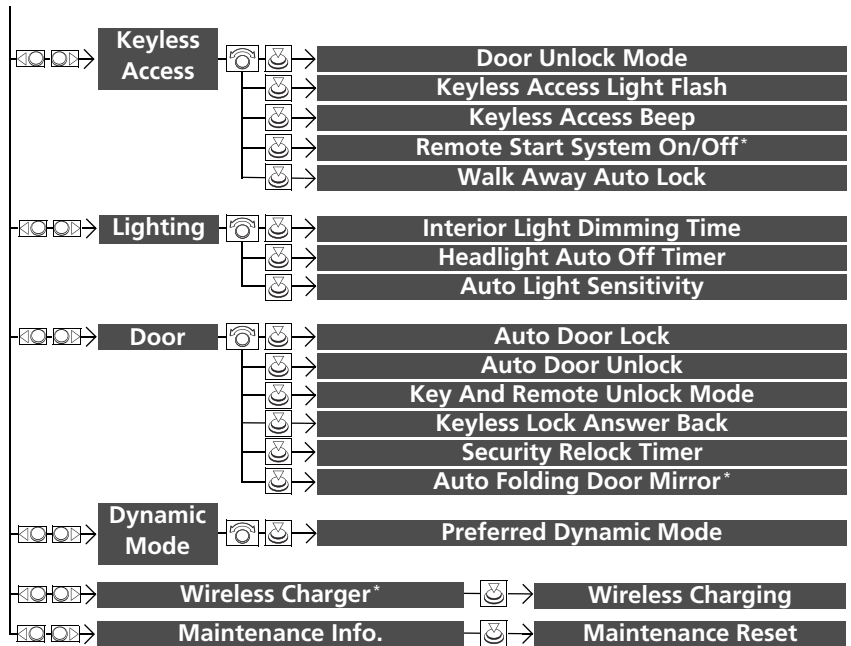 Keyless
Access
Door Unlock Mode
Keyless Access Light Flash
Keyless Access Beep
Remote Start System On/Off*
Walk Away Auto Lock
Lighting
Interior Light Dimming Time
Headlight Auto Off Timer
Auto Light Sensitivity
Door
Auto Door Lock
Auto Door Unlock
Key And Remote Unlock Mode
Keyless Lock Answer Back
Security Relock Timer
Auto Folding Door Mirror*
Dynamic
Mode
Preferred Dynamic Mode
Wireless Charger*
Wireless Charging
Maintenance Info.
Maintenance Reset